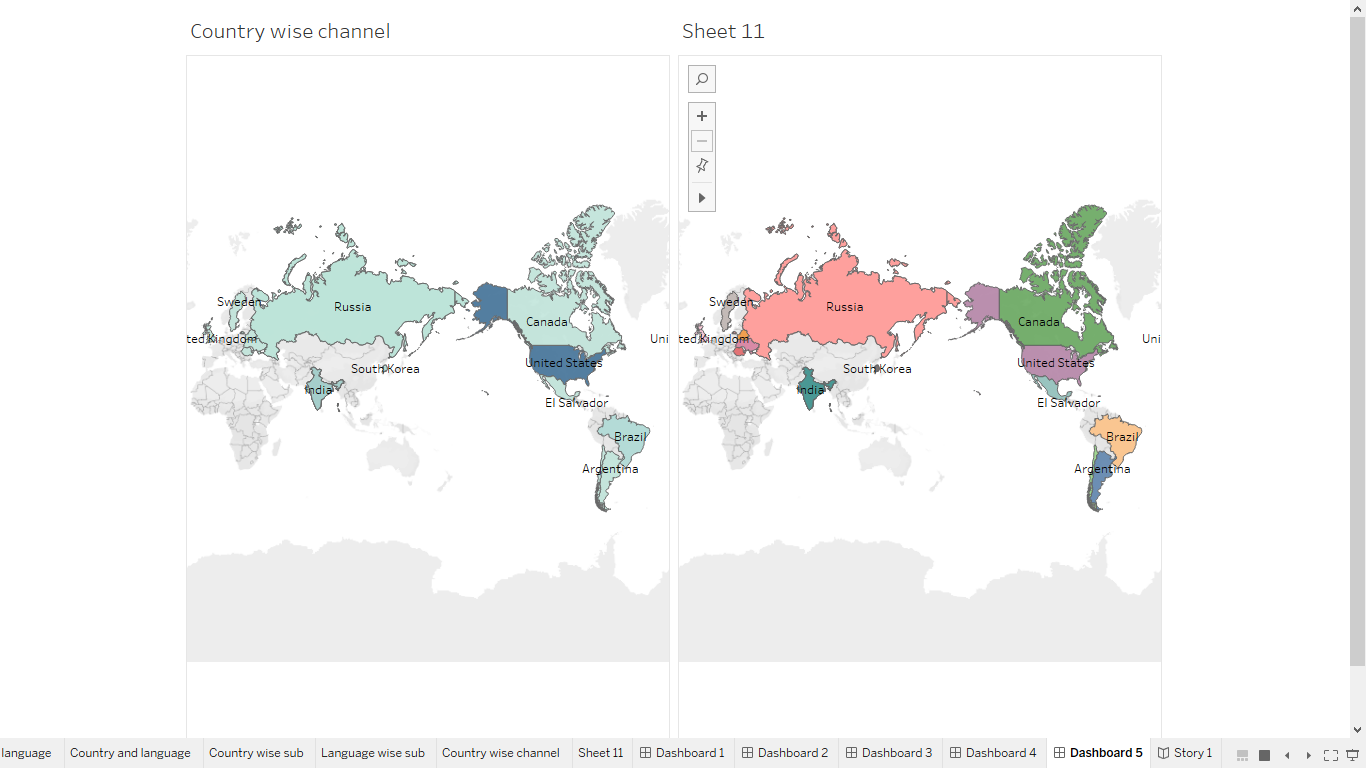 Country wise channel
Sheet 11
Sweden
Russia
Canada
ted Kingdom
Uni
United States
South Korea
India
El Salvador
Brazil
Argentina
Sweden
Russia
Canada
ted Kingdom
Uni
United States
South Korea
India
El Salvador
Brazil
Argentina
language
Country and language
Country wise sub
Language wise sub
Country wise channel
Sheet 11
Dashboard 1
Dashboard 2
Dashboard 3
Dashboard 4
Dashboard 5
Story 1